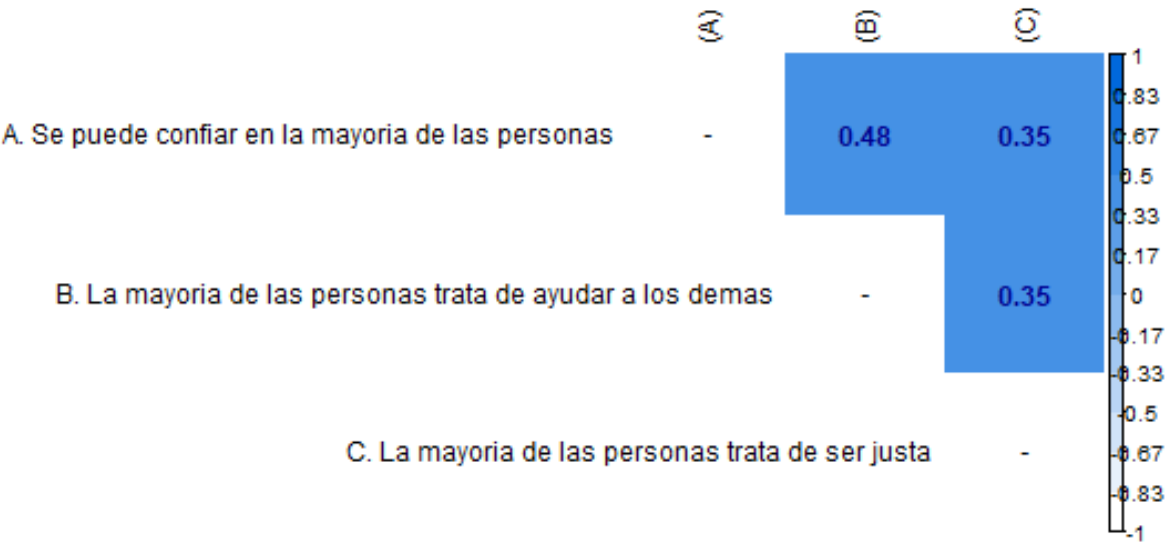 (A) (B) (C)
1
0.83
A. Se puede confiar en la mayoria de las personas - 0.48 0.35 0.67
0.5
0.33
0.17
B. La mayoria de las personas trata de ayudar a los demas - 0.35 0
-0.17
-0.33
-0.5
C. La mayoria de las personas trata de ser justa - -0.67
-0.83
-1